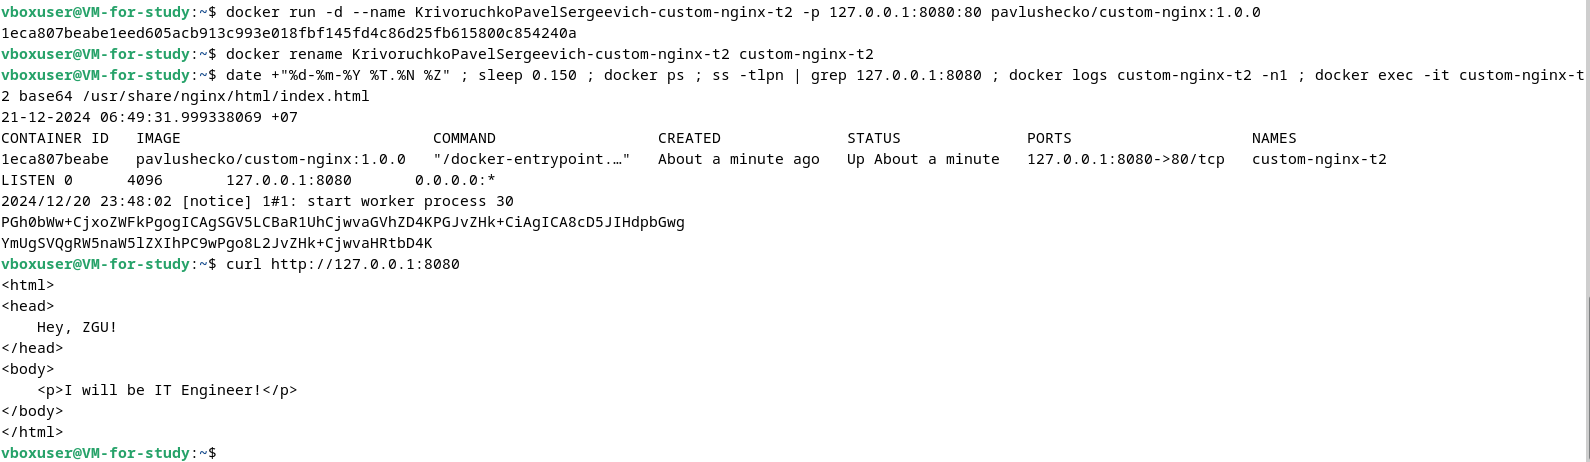 vboxuser@VM-for-study:~$ docker run -d --name KrivoruchkoPavelSergeevich-custom-nginx-t2 -p 127.0.0.1:8080:80 pavlushecko/custom-nginx:1.0.0
1eca807beabe1eed605acb913c993e018fbf145fd4c86d25fb615800c854240a
vboxuser@VM-for-study:~$ docker rename KrivoruchkoPavelSergeevich-custom-nginx-t2 custom-nginx-t2
vboxuser@VM-for-study:~$ date +"%d-%m-%Y %T.%N %Z" ; sleep 0.150 ; docker ps ; ss -tlpn | grep 127.0.0.1:8080 ; docker logs custom-nginx-t2 -n1 ; docker exec -it custom-nginx-t
2 base64 /usr/share/nginx/html/index.html
21-12-2024 06:49:31.999338069 +07
CONTAINER ID   IMAGE                            COMMAND                  CREATED              STATUS              PORTS                    NAMES
1eca807beabe   pavlushecko/custom-nginx:1.0.0   "/docker-entrypoint.…"   About a minute ago   Up About a minute   127.0.0.1:8080->80/tcp   custom-nginx-t2
LISTEN 0      4096       127.0.0.1:8080       0.0.0.0:*
2024/12/20 23:48:02 [notice] 1#1: start worker process 30
PGh0bWw+CjxoZWFkPgogICAgSGV5LCBaR1UhCjwvaGVhZD4KPGJvZHk+CiAgICA8cD5JIHdpbGwg
YmUgSVQgRW5naW5lZXIhPC9wPgo8L2JvZHk+CjwvaHRtbD4K
vboxuser@VM-for-study:~$ curl http://127.0.0.1:8080
<html>
<head>
    Hey, ZGU!
</head>
<body>
    <p>I will be IT Engineer!</p>
</body>
</html>
vboxuser@VM-for-study:~$